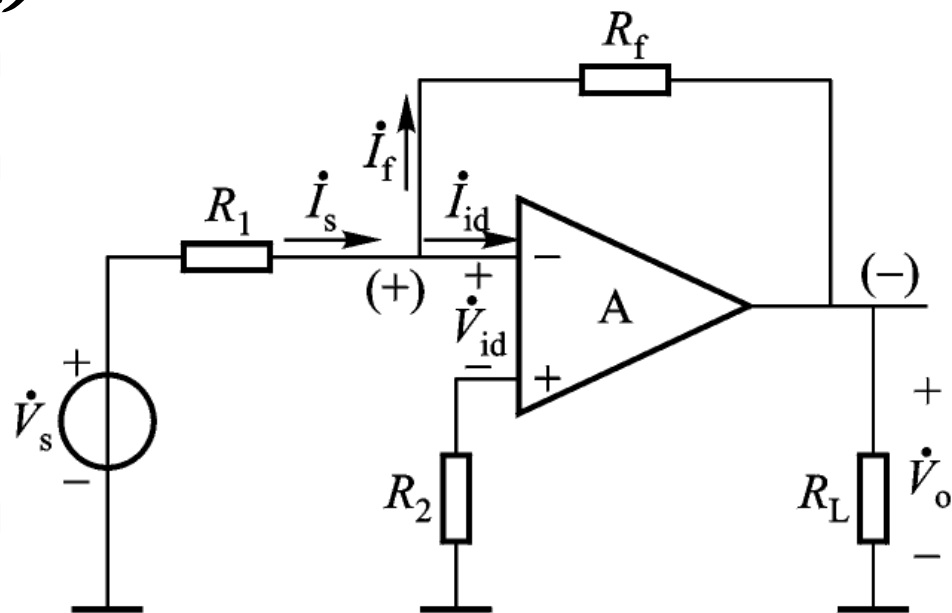 )
R_f
İ_f
R_1 İ_s İ_id
(+) + − (−)
V̇_id A
− +
+ +
V̇_s
−
R_2 R_L V̇_o
−